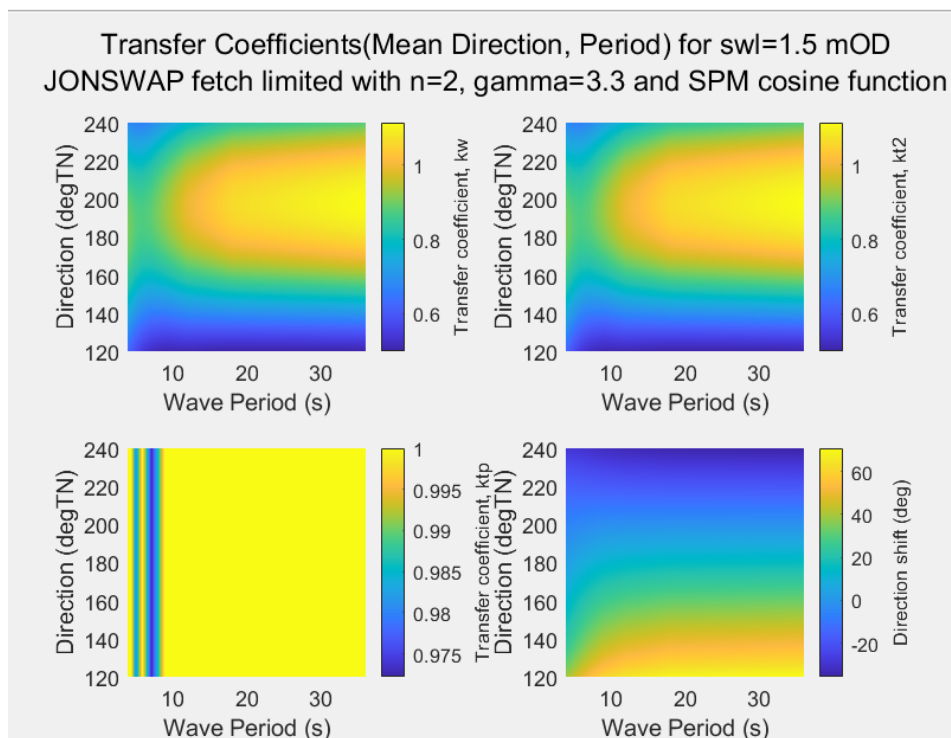 Transfer Coefficients(Mean Direction, Period) for swl=1.5 mOD
JONSWAP fetch limited with n=2, gamma=3.3 and SPM cosine function
240
220
200
180
160
140
120
Direction (degTN)
10 20 30
Wave Period (s)
1
0.8
0.6
Transfer coefficient, kw
240
220
200
180
160
140
120
Direction (degTN)
10 20 30
Wave Period (s)
1
0.8
0.6
Transfer coefficient, kt2
240
220
200
180
160
140
120
Direction (degTN)
10 20 30
Wave Period (s)
1
0.995
0.99
0.985
0.98
0.975
Transfer coefficient, ktp
240
220
200
180
160
140
120
Direction (degTN)
10 20 30
Wave Period (s)
60
40
20
0
-20
Direction shift (deg)